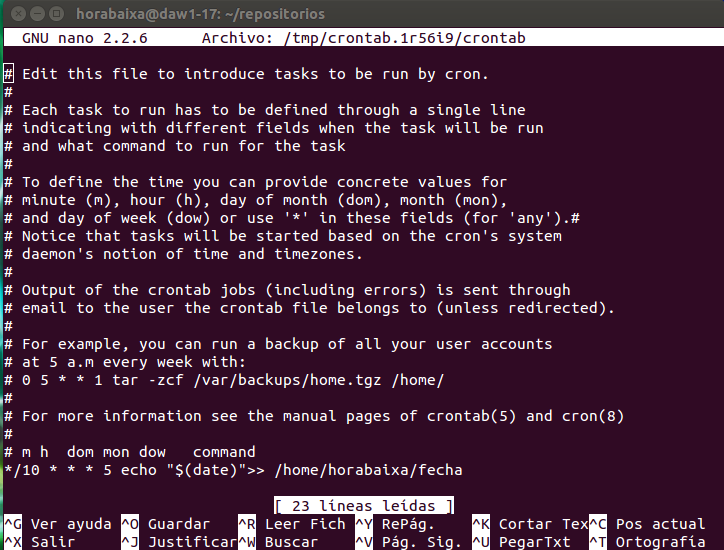 horabaixa@daw1-17: ~/repositorios
GNU nano 2.2.6 Archivo: /tmp/crontab.1r56i9/crontab
# Edit this file to introduce tasks to be run by cron.
#
# Each task to run has to be defined through a single line
# indicating with different fields when the task will be run
# and what command to run for the task
#
# To define the time you can provide concrete values for
# minute (m), hour (h), day of month (dom), month (mon),
# and day of week (dow) or use '*' in these fields (for 'any').#
# Notice that tasks will be started based on the cron's system
# daemon's notion of time and timezones.
#
# Output of the crontab jobs (including errors) is sent through
# email to the user the crontab file belongs to (unless redirected).
#
# For example, you can run a backup of all your user accounts
# at 5 a.m every week with:
# 0 5 * * 1 tar -zcf /var/backups/home.tgz /home/
#
# For more information see the manual pages of crontab(5) and cron(8)
#
# m h  dom mon dow   command
*/10 * * * 5 echo "$(date)">> /home/horabaixa/fecha
[ 23 líneas leídas ]
^G Ver ayuda ^O Guardar ^R Leer Fich ^Y RePág. ^K Cortar Tex ^C Pos actual
^X Salir ^J Justificar ^W Buscar ^V Pág. Sig. ^U PegarTxt ^T Ortografía